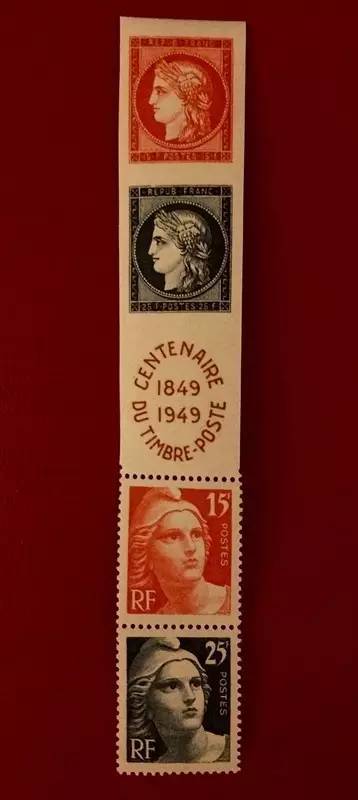 REPUB FRANC
15 F · POSTES · 15 F
REPUB FRANC
25 F · POSTES · 25 F
CENTENAIRE
1849
1949
DU TIMBRE-POSTE
15F
POSTES
RF
25F
POSTES
RF